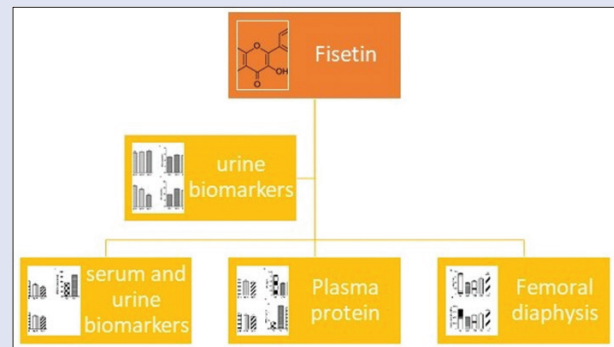 O
OH
O
Fisetin
urine
biomarkers
serum and
urine
biomarkers
Plasma
protein
Femoral
diaphysis